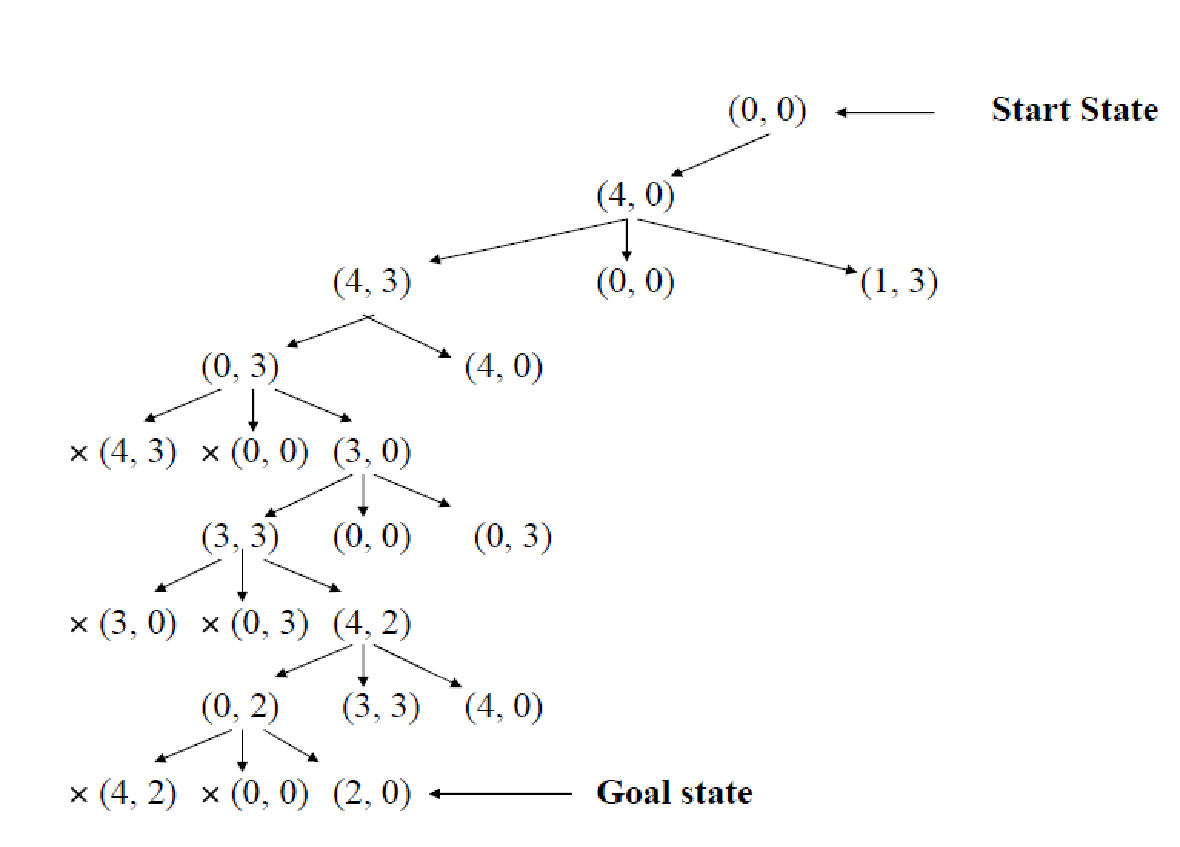 (0, 0) Start State
(4, 0)
(4, 3) (0, 0) (1, 3)
(0, 3) (4, 0)
× (4, 3) × (0, 0) (3, 0)
(3, 3) (0, 0) (0, 3)
× (3, 0) × (0, 3) (4, 2)
(0, 2) (3, 3) (4, 0)
× (4, 2) × (0, 0) (2, 0) Goal state